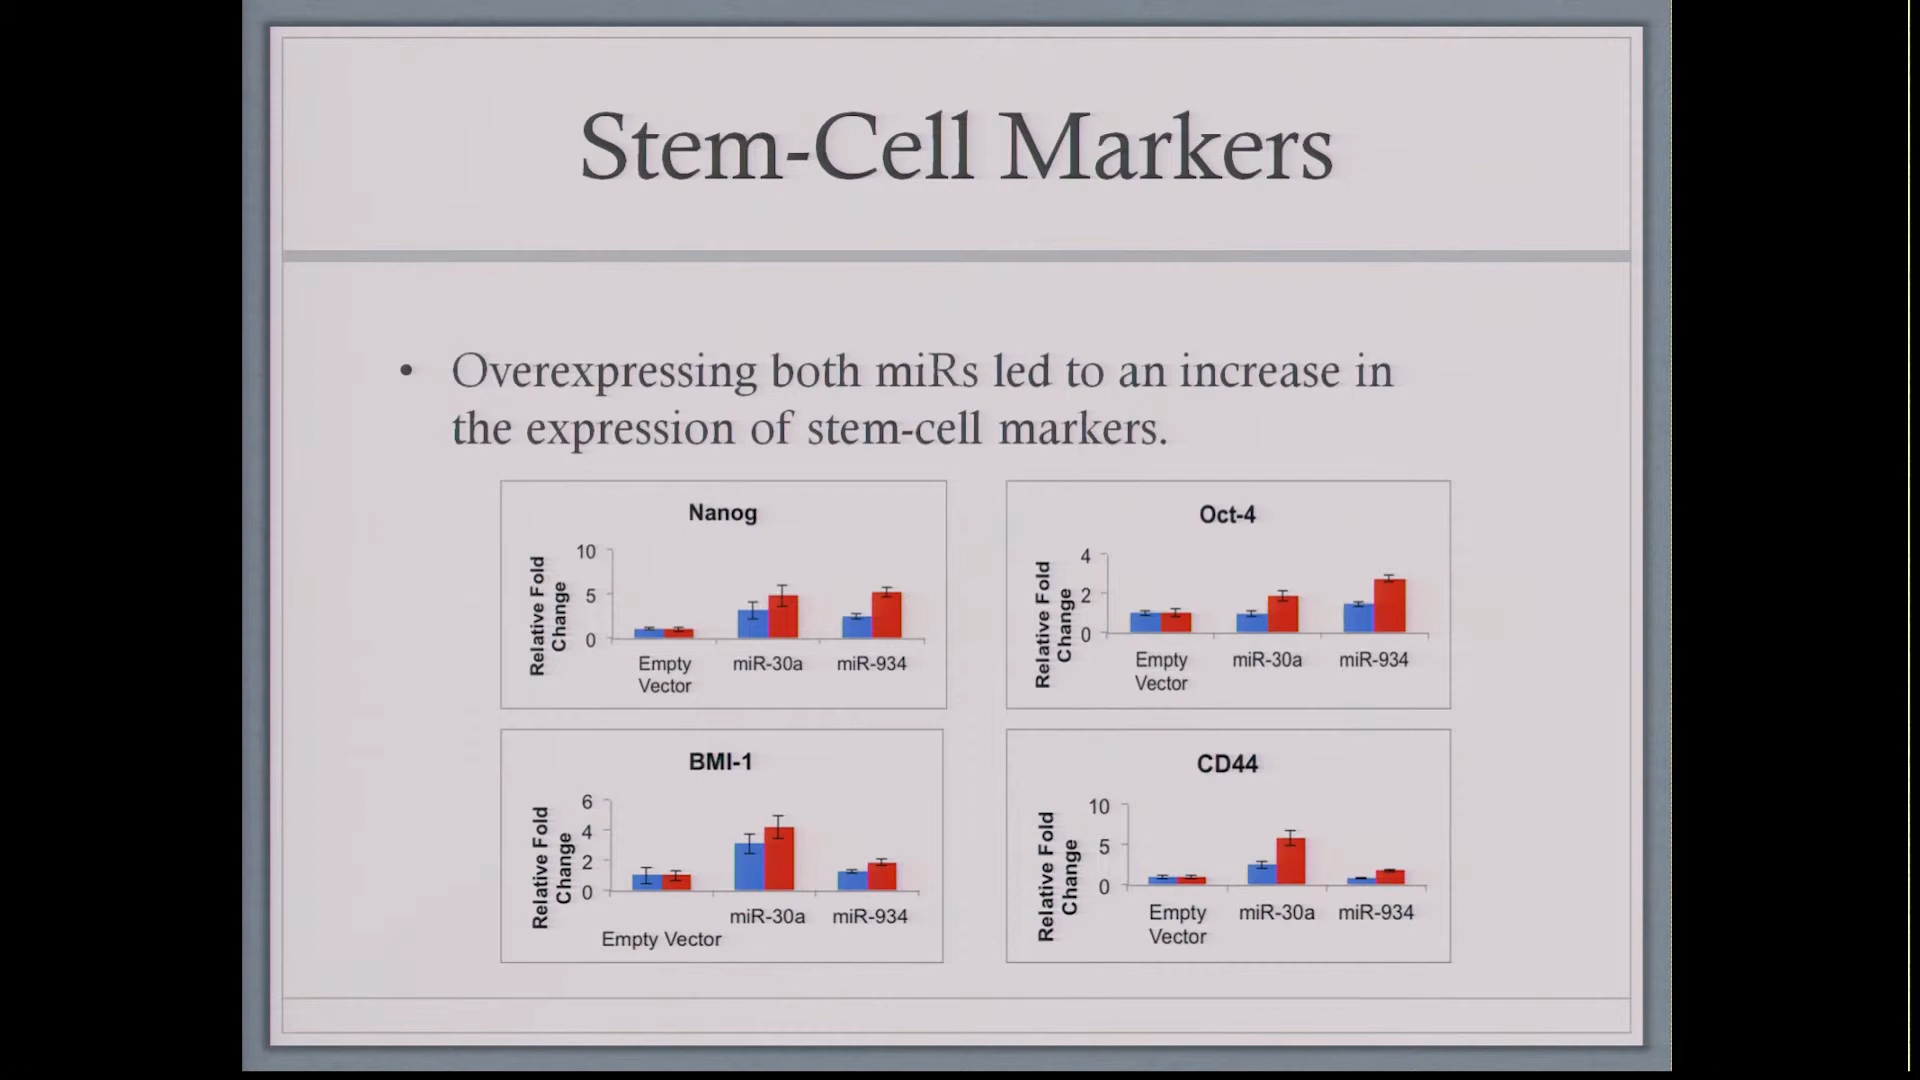 Stem-Cell Markers
• Overexpressing both miRs led to an increase in
the expression of stem-cell markers.
Nanog
Relative Fold
Change
10
5
0
Empty
Vector
miR-30a
miR-934
Oct-4
Relative Fold
Change
4
2
0
Empty
Vector
miR-30a
miR-934
BMI-1
Relative Fold
Change
6
4
2
0
Empty Vector
miR-30a
miR-934
CD44
Relative Fold
Change
10
5
0
Empty
Vector
miR-30a
miR-934